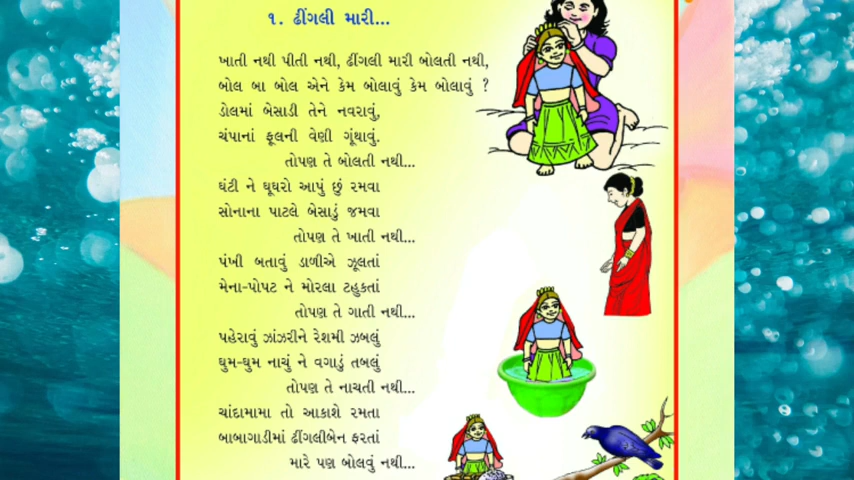 ૧. ઢીંગલી મારી...
ખાતી નથી પીતી નથી, ઢીંગલી મારી બોલતી નથી,
બોલ બા બોલ એને કેમ બોલાવું કેમ બોલાવું ?
ડોલમાં બેસાડી તેને નવરાવું,
ચંપાનાં ફૂલની વેણી ગૂંથાવું.
તોપણ તે બોલતી નથી...
ઘંટી ને ઘૂઘરો આપું છું રમવા
સોનાના પાટલે બેસાડું જમવા
તોપણ તે ખાતી નથી...
પંખી બતાવું ડાળીએ ઝૂલતાં
મેના-પોપટ ને મોરલા ટહુકતાં
તોપણ તે ગાતી નથી...
પહેરાવું ઝાંઝરીને રેશમી ઝબલું
ઘુમ-ઘુમ નાચું ને વગાડું તબલું
તોપણ તે નાચતી નથી...
ચાંદામામા તો આકાશે રમતા
બાબાગાડીમાં ઢીંગલીબેન ફરતાં
મારે પણ બોલવું નથી...